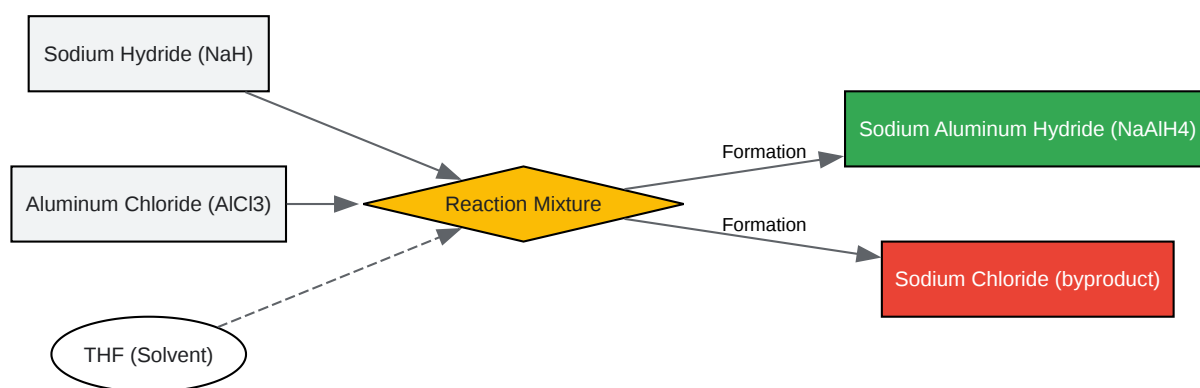 Sodium Hydride (NaH)
Aluminum Chloride (AlCl3)
THF (Solvent)
Reaction Mixture
Formation
Formation
Sodium Aluminum Hydride (NaAlH4)
Sodium Chloride (byproduct)